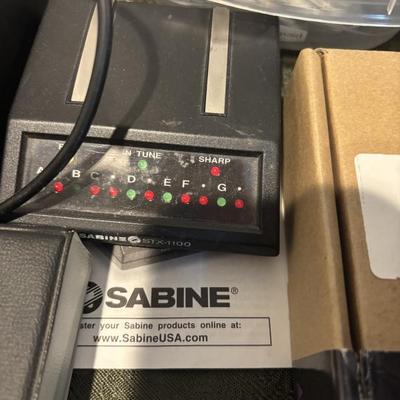 IN TUNE SHARP
A B C • D • E F • G •
SABINE STX-1100
SABINE®
ster your Sabine products online at:
www.SabineUSA.com